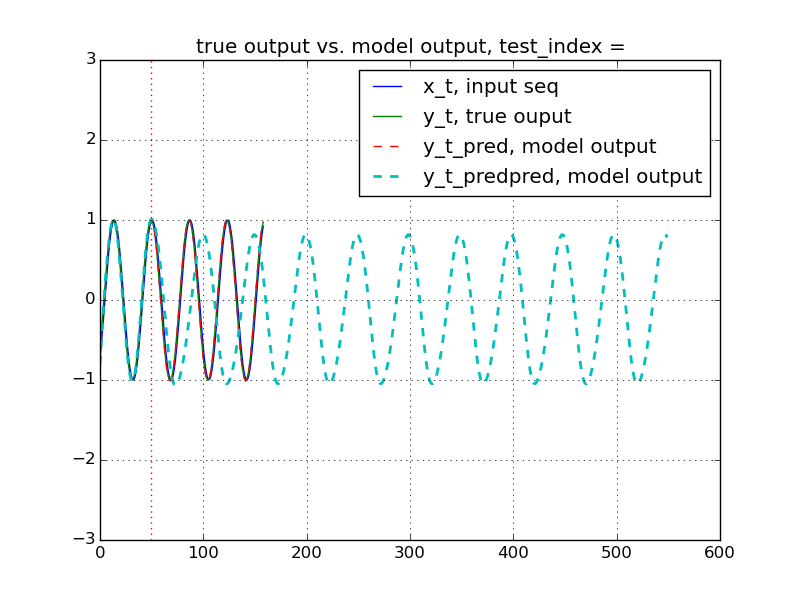 true output vs. model output, test_index =
x_t, input seq
y_t, true ouput
y_t_pred, model output
y_t_predpred, model output
3
2
1
0
−1
−2
−3
0 100 200 300 400 500 600